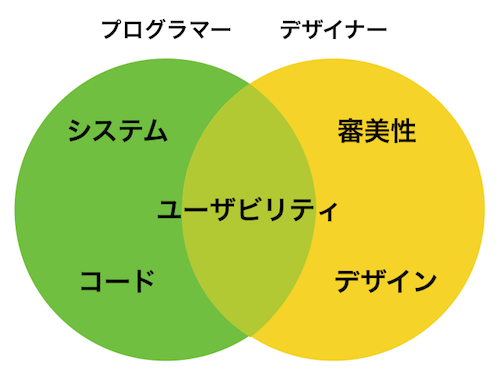 プログラマー
デザイナー
システム
審美性
ユーザビリティ
コード
デザイン